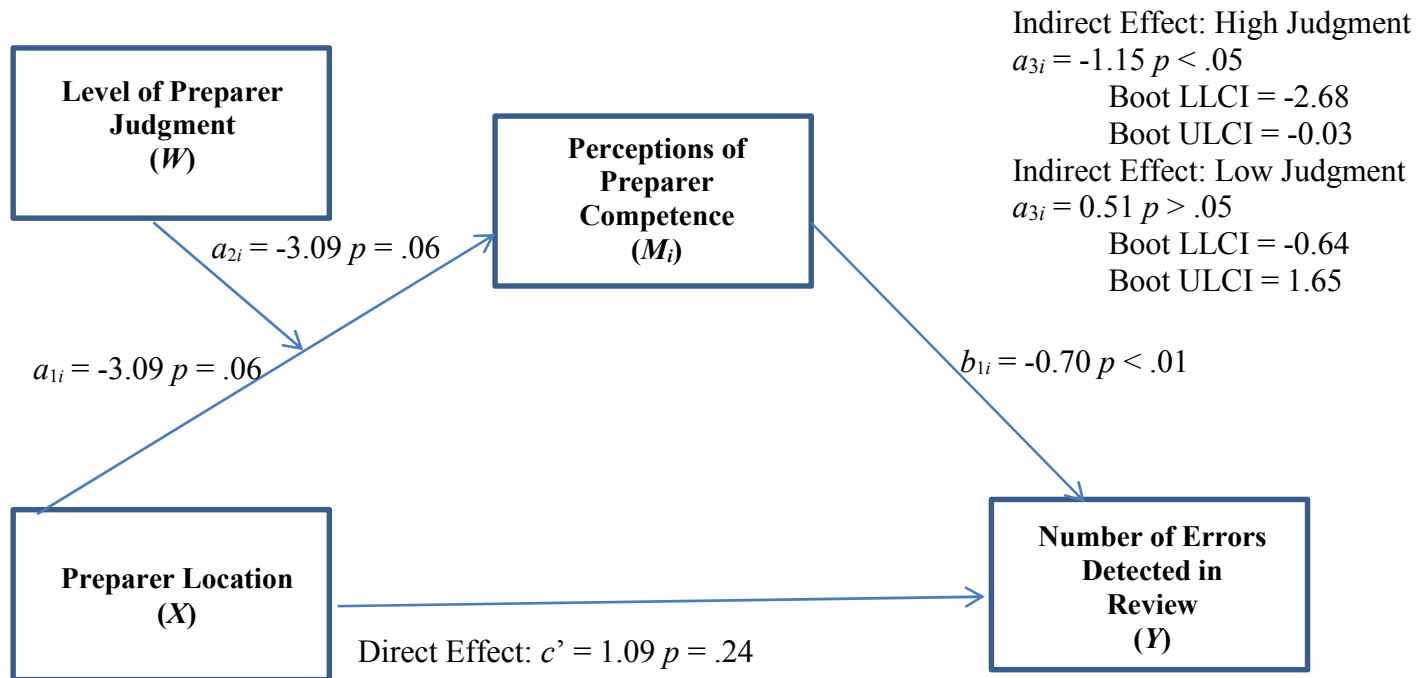 Level of Preparer
Judgment
(W)
Perceptions of
Preparer
Competence
(Mi)
Indirect Effect: High Judgment
a3i = -1.15 p < .05
Boot LLCI = -2.68
Boot ULCI = -0.03
Indirect Effect: Low Judgment
a3i = 0.51 p > .05
Boot LLCI = -0.64
Boot ULCI = 1.65
a2i = -3.09 p = .06
a1i = -3.09 p = .06
b1i = -0.70 p < .01
Preparer Location
(X)
Number of Errors
Detected in
Review
(Y)
Direct Effect: c’ = 1.09 p = .24